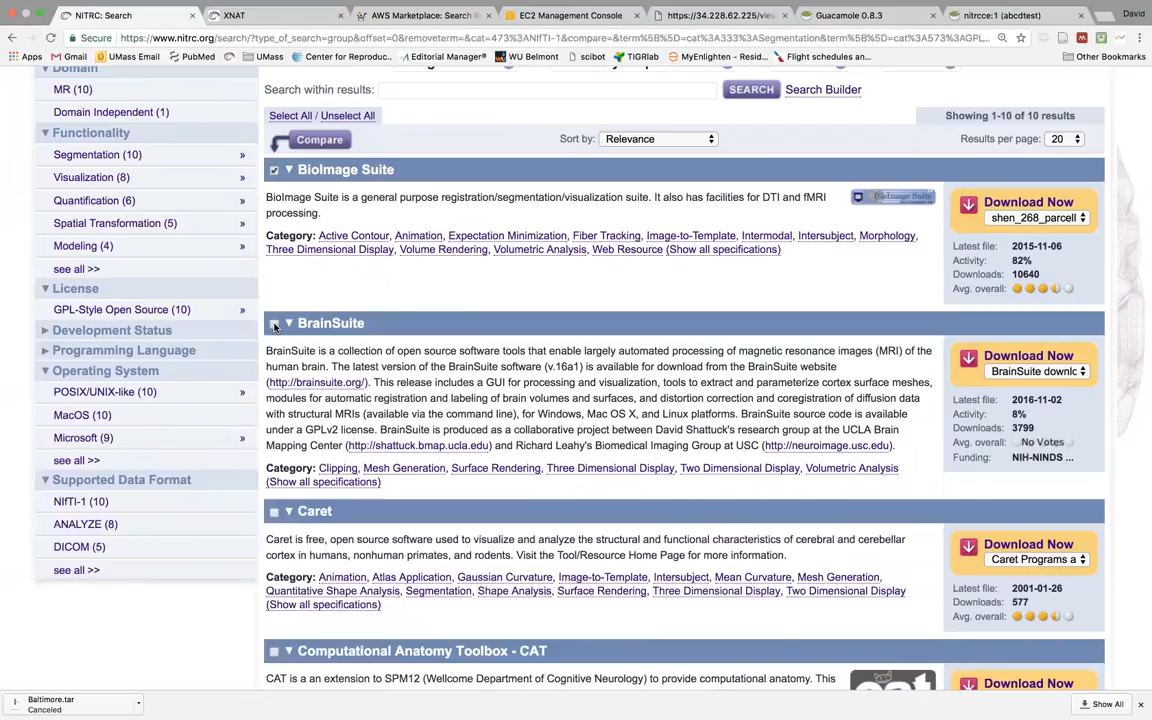 NITRC: Search
XNAT
AWS Marketplace: Search R
EC2 Management Console
https://34.228.62.225/view
Guacamole 0.8.3
nitrcce:1 (abcdtest)
David
Secure
https://www.nitrc.org/search/?type_of_search=group&offset=0&removeterm=&cat=473%3ANIfTI-1&compare=&term%5B%5D=cat%3A333%3ASegmentation&term%5B%5D=cat%3A573%3AGPL...
Apps
Gmail
UMass Email
PubMed
UMass
Center for Reproduc..
Editorial Manager®
WU Belmont
scibot
TIGRlab
MyEnlighten - Resid..
Flight schedules an...
Other Bookmarks
Domain
MR (10)
Domain Independent (1)
Functionality
Segmentation (10) »
Visualization (8) »
Quantification (6) »
Spatial Transformation (5) »
Modeling (4) »
see all >>
License
GPL-Style Open Source (10) »
Development Status
Programming Language
Operating System
POSIX/UNIX-like (10) »
MacOS (10)
Microsoft (9) »
see all >>
Supported Data Format
NIfTI-1 (10)
ANALYZE (8)
DICOM (5)
see all >>
Search within results:
SEARCH
Search Builder
Select All / Unselect All
Showing 1-10 of 10 results
Compare
Sort by: Relevance
Results per page: 20
BioImage Suite
BioImage Suite is a general purpose registration/segmentation/visualization suite. It also has facilities for DTI and fMRI
processing.
BioImage Suite
Category: Active Contour, Animation, Expectation Minimization, Fiber Tracking, Image-to-Template, Intermodal, Intersubject, Morphology,
Three Dimensional Display, Volume Rendering, Volumetric Analysis, Web Resource (Show all specifications)
Download Now
shen_268_parcell
Latest file: 2015-11-06
Activity: 82%
Downloads: 10640
Avg. overall:
BrainSuite
BrainSuite is a collection of open source software tools that enable largely automated processing of magnetic resonance images (MRI) of the
human brain. The latest version of the BrainSuite software (v.16a1) is available for download from the BrainSuite website
(http://brainsuite.org/). This release includes a GUI for processing and visualization, tools to extract and parameterize cortex surface meshes,
modules for automatic registration and labeling of brain volumes and surfaces, and distortion correction and coregistration of diffusion data
with structural MRIs (available via the command line), for Windows, Mac OS X, and Linux platforms. BrainSuite source code is available
under a GPLv2 license. BrainSuite is produced as a collaborative project between David Shattuck's research group at the UCLA Brain
Mapping Center (http://shattuck.bmap.ucla.edu) and Richard Leahy's Biomedical Imaging Group at USC (http://neuroimage.usc.edu).
Category: Clipping, Mesh Generation, Surface Rendering, Three Dimensional Display, Two Dimensional Display, Volumetric Analysis
(Show all specifications)
Download Now
BrainSuite downlc
Latest file: 2016-11-02
Activity: 8%
Downloads: 3799
Avg. overall: No Votes
Funding: NIH-NINDS ...
Caret
Caret is free, open source software used to visualize and analyze the structural and functional characteristics of cerebral and cerebellar
cortex in humans, nonhuman primates, and rodents. Visit the Tool/Resource Home Page for more information.
Category: Animation, Atlas Application, Gaussian Curvature, Image-to-Template, Intersubject, Mean Curvature, Mesh Generation,
Quantitative Shape Analysis, Segmentation, Shape Analysis, Surface Rendering, Three Dimensional Display, Two Dimensional Display
(Show all specifications)
Download Now
Caret Programs a
Latest file: 2001-01-26
Downloads: 577
Avg. overall:
Computational Anatomy Toolbox - CAT
CAT is a an extension to SPM12 (Wellcome Department of Cognitive Neurology) to provide computational anatomy. This
cat
Download Now
Baltimore.tar
Canceled
Show All